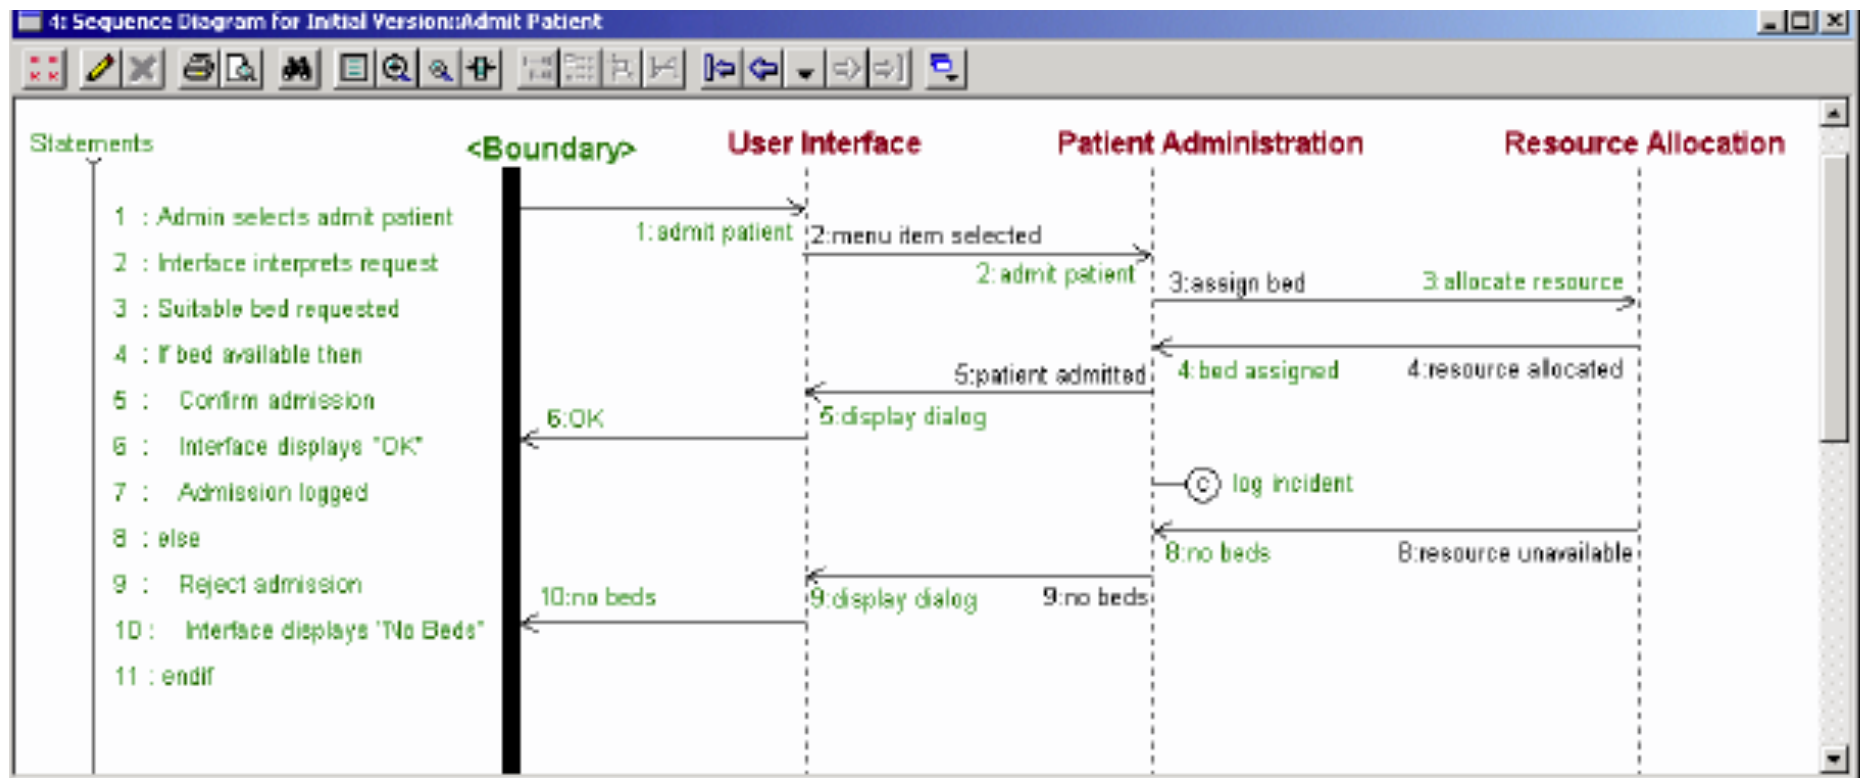 4: Sequence Diagram for Initial Version::Admit Patient
Statements
<Boundary>
User Interface
Patient Administration
Resource Allocation
1 : Admin selects admit patient
2 : Interface interprets request
3 : Suitable bed requested
4 : If bed available then
5 : Confirm admission
6 : Interface displays "OK"
7 : Admission logged
8 : else
9 : Reject admission
10 : Interface displays "No Beds"
11 : endif
1:admit patient
2:menu item selected
2:admit patient
3:assign bed
3:allocate resource
4:bed assigned
4:resource allocated
5:patient admitted
5:display dialog
6:OK
C log incident
8:no beds
8:resource unavailable
9:display dialog
9:no beds
10:no beds